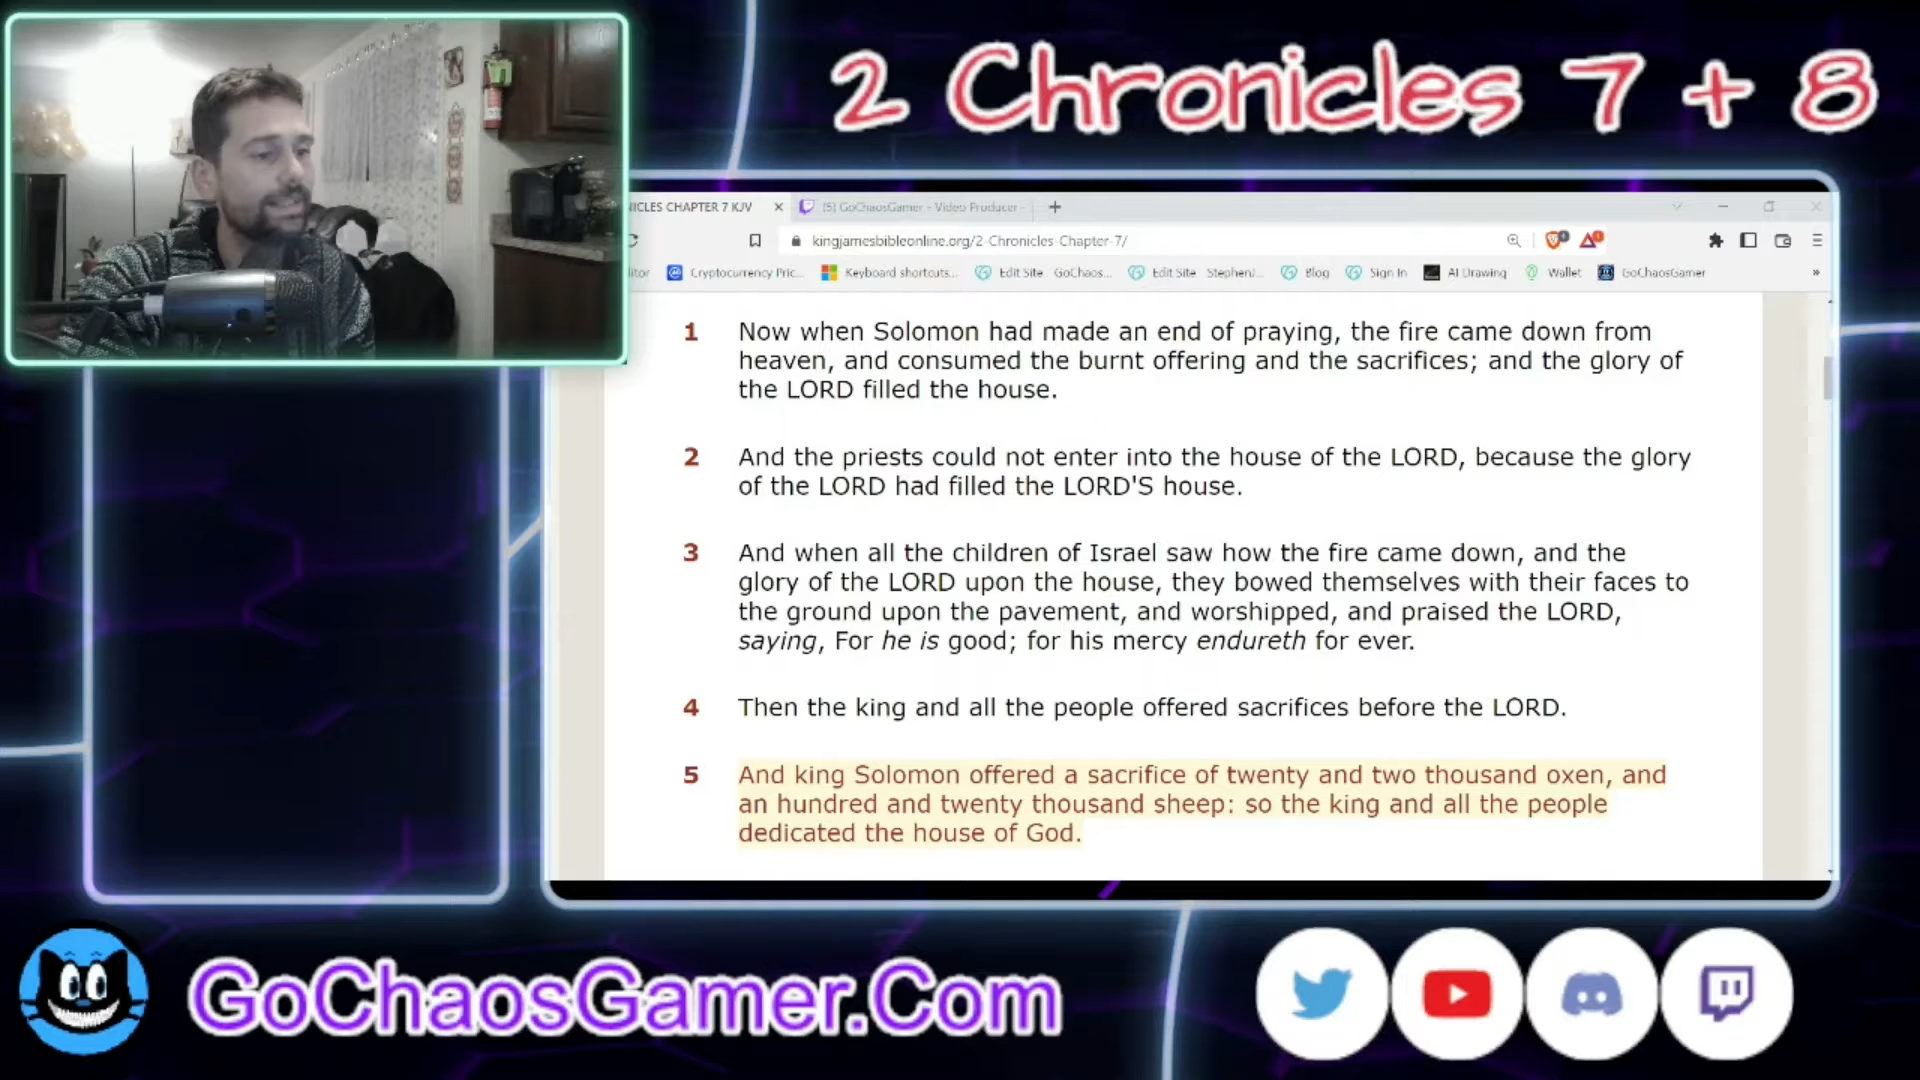 2 Chronicles 7 + 8
ICLES CHAPTER 7 KJV
(5) GoChaosGamer - Video Producer
kingjamesbibleonline.org/2-Chronicles-Chapter-7/
itor Cryptocurrency Pric... Keyboard shortcuts... Edit Site GoChaos... Edit Site StephenJ... Blog Sign In AI Drawing Wallet GoChaosGamer »
1 Now when Solomon had made an end of praying, the fire came down from
heaven, and consumed the burnt offering and the sacrifices; and the glory of
the LORD filled the house.
2 And the priests could not enter into the house of the LORD, because the glory
of the LORD had filled the LORD'S house.
3 And when all the children of Israel saw how the fire came down, and the
glory of the LORD upon the house, they bowed themselves with their faces to
the ground upon the pavement, and worshipped, and praised the LORD,
saying, For he is good; for his mercy endureth for ever.
4 Then the king and all the people offered sacrifices before the LORD.
5 And king Solomon offered a sacrifice of twenty and two thousand oxen, and
an hundred and twenty thousand sheep: so the king and all the people
dedicated the house of God.
GoChaosGamer.Com